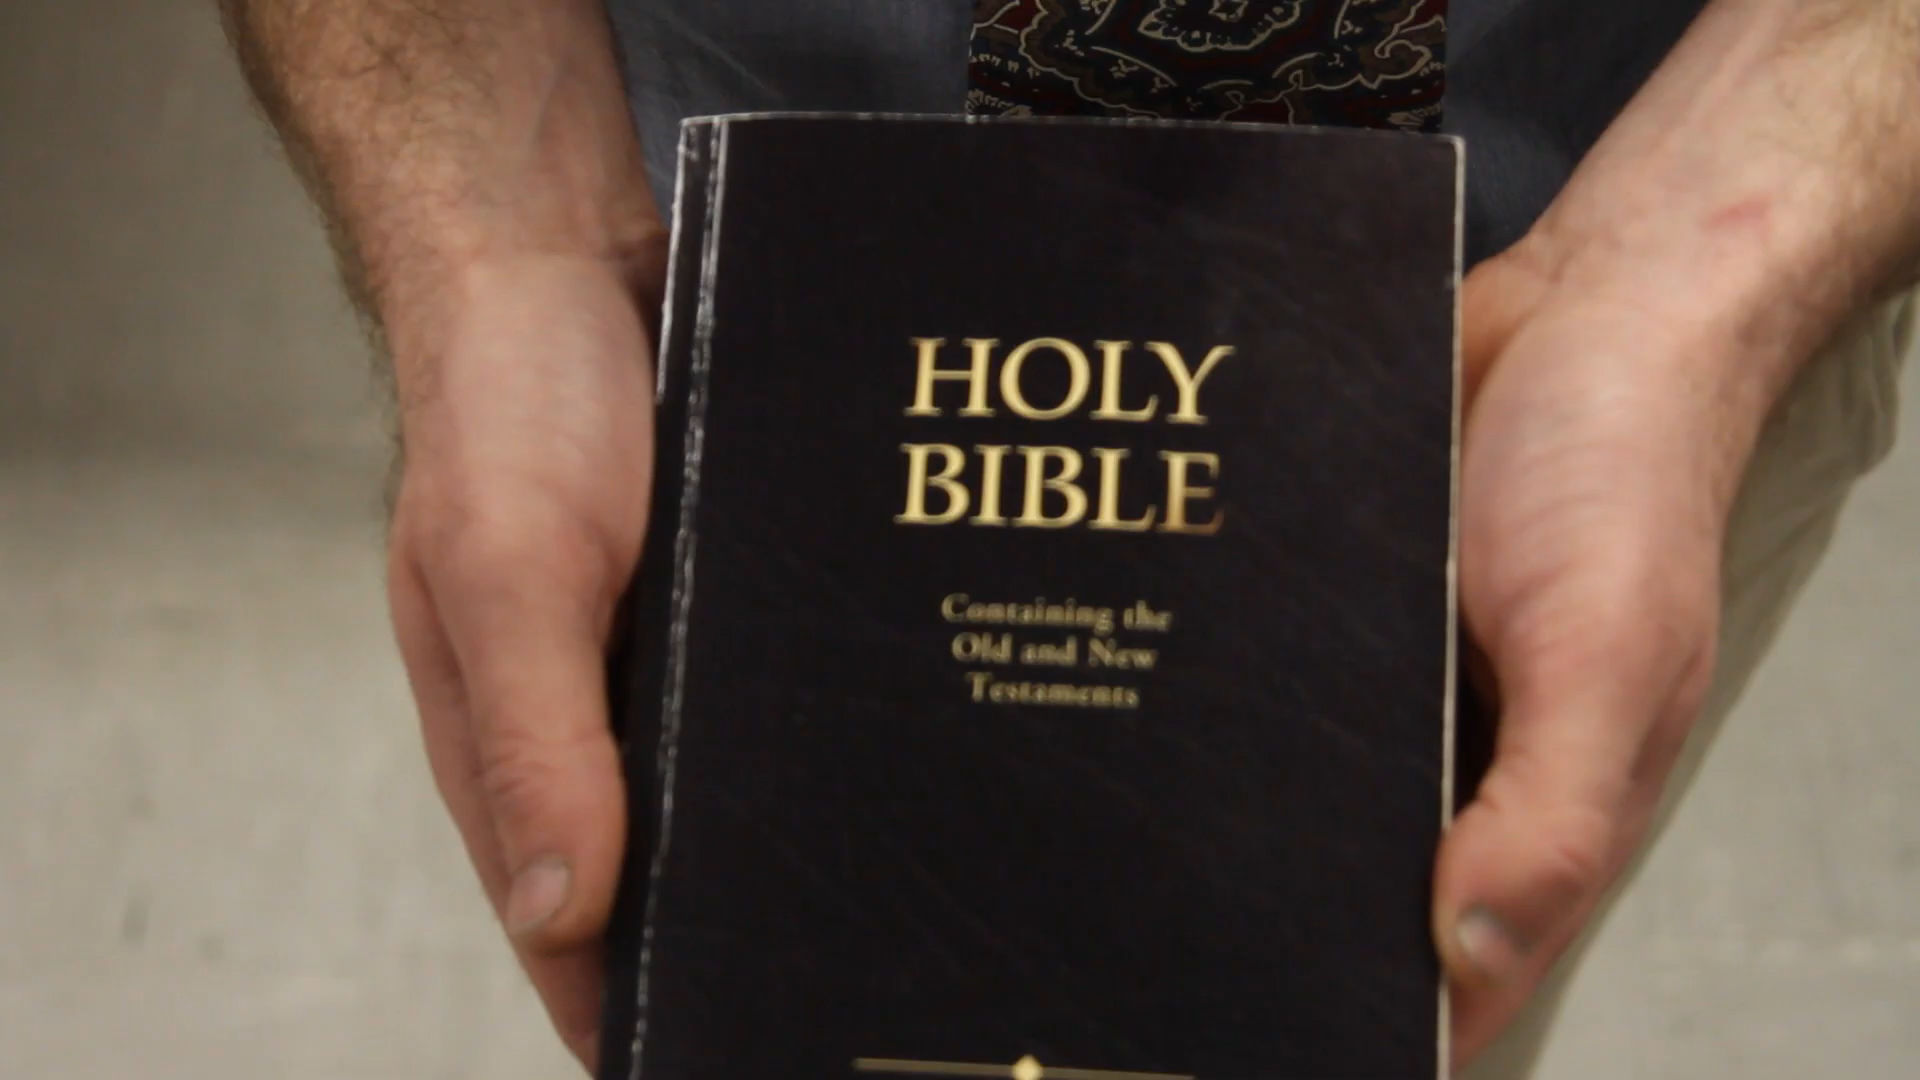 HOLY
BIBLE
Containing the
Old and New
Testaments